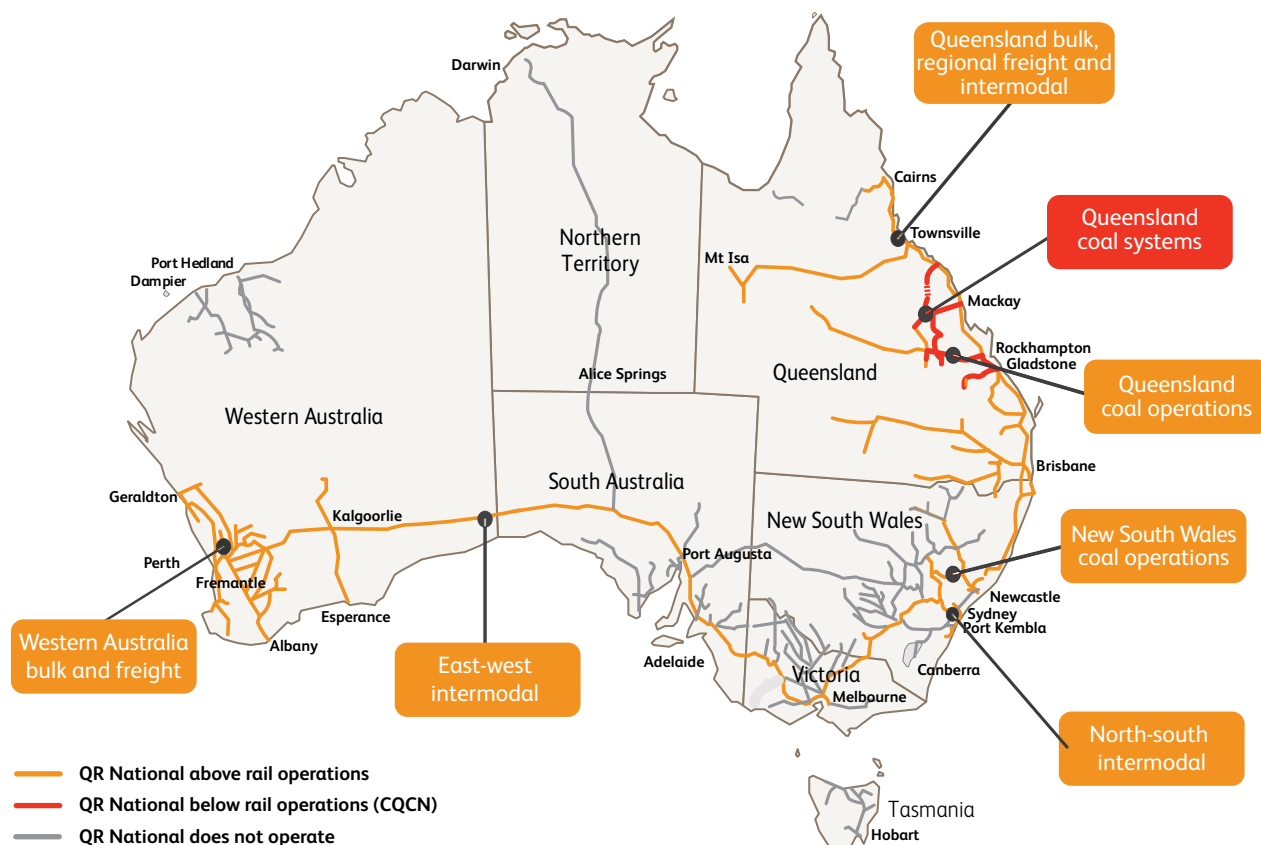 Queensland bulk,
regional freight and
intermodal
Darwin
Cairns
Queensland
coal systems
Northern
Territory
Townsville
Mt Isa
Port Hedland
Dampier
Mackay
Rockhampton
Gladstone
Alice Springs
Queensland
Queensland
coal operations
Western Australia
Brisbane
South Australia
Geraldton
Kalgoorlie
New South Wales
New South Wales
coal operations
Port Augusta
Perth
Fremantle
Newcastle
Sydney
Port Kembla
Esperance
Albany
Western Australia
bulk and freight
East-west
intermodal
Adelaide
Victoria
Canberra
Melbourne
North-south
intermodal
QR National above rail operations
QR National below rail operations (CQCN)
QR National does not operate
Tasmania
Hobart